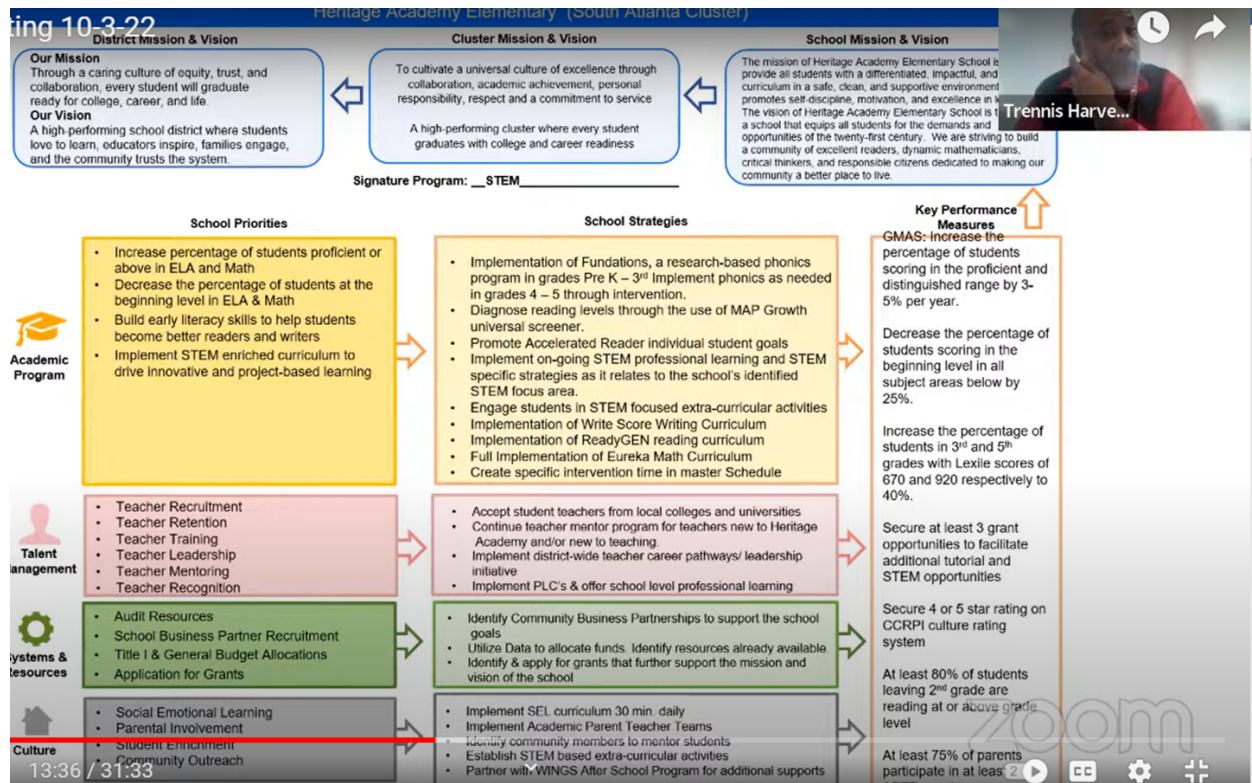 Heritage Academy Elementary (South Atlanta Cluster)
ting 10-3-22
District Mission & Vision
Our Mission
Through a caring culture of equity, trust, and
collaboration, every student will graduate
ready for college, career, and life.
Our Vision
A high-performing school district where students
love to learn, educators inspire, families engage,
and the community trusts the system.
Cluster Mission & Vision
To cultivate a universal culture of excellence through
collaboration, academic achievement, personal
responsibility, respect and a commitment to service
A high-performing cluster where every student
graduates with college and career readiness
School Mission & Vision
The mission of Heritage Academy Elementary School is
provide all students with a differentiated, impactful, and
curriculum in a safe, clean, and supportive environment
promotes self-discipline, motivation, and excellence in
The vision of Heritage Academy Elementary School is
a school that equips all students for the demands and
opportunities of the twenty-first century. We are striving to build
a community of excellent readers, dynamic mathematicians,
critical thinkers, and responsible citizens dedicated to making our
community a better place to live.
Trennis Harve...
Signature Program: __STEM__________________
School Priorities
School Strategies
Key Performance
Measures
Academic
Program
• Increase percentage of students proficient or
above in ELA and Math
• Decrease the percentage of students at the
beginning level in ELA & Math
• Build early literacy skills to help students
become better readers and writers
• Implement STEM enriched curriculum to
drive innovative and project-based learning
• Implementation of Fundations, a research-based phonics
program in grades Pre K – 3rd Implement phonics as needed
in grades 4 – 5 through intervention.
• Diagnose reading levels through the use of MAP Growth
universal screener.
• Promote Accelerated Reader individual student goals
• Implement on-going STEM professional learning and STEM
specific strategies as it relates to the school's identified
STEM focus area.
• Engage students in STEM focused extra-curricular activities
• Implementation of Write Score Writing Curriculum
• Implementation of ReadyGEN reading curriculum
• Full Implementation of Eureka Math Curriculum
• Create specific intervention time in master Schedule
Talent
anagement
• Teacher Recruitment
• Teacher Retention
• Teacher Training
• Teacher Leadership
• Teacher Mentoring
• Teacher Recognition
• Accept student teachers from local colleges and universities
• Continue teacher mentor program for teachers new to Heritage
Academy and/or new to teaching.
• Implement district-wide teacher career pathways/ leadership
initiative
• Implement PLC's & offer school level professional learning
ystems &
esources
• Audit Resources
• School Business Partner Recruitment
• Title I & General Budget Allocations
• Application for Grants
• Identify Community Business Partnerships to support the school
goals
• Utilize Data to allocate funds. Identify resources already available.
• Identify & apply for grants that further support the mission and
vision of the school
Culture
• Social Emotional Learning
• Parental Involvement
• Student Enrichment
• Community Outreach
• Implement SEL curriculum 30 min. daily
• Implement Academic Parent Teacher Teams
• Identify community members to mentor students
• Establish STEM based extra-curricular activities
• Partner with WINGS After School Program for additional supports
GMAS: Increase the
percentage of students
scoring in the proficient and
distinguished range by 3-
5% per year.
Decrease the percentage of
students scoring in the
beginning level in all
subject areas below by
25%.
Increase the percentage of
students in 3rd and 5th
grades with Lexile scores of
670 and 920 respectively to
40%.
Secure at least 3 grant
opportunities to facilitate
additional tutorial and
STEM opportunities
Secure 4 or 5 star rating on
CCRPI culture rating
system
At least 80% of students
leaving 2nd grade are
reading at or above grade
level
At least 75% of parents
participate in at least 2
zoom
13:36 / 31:33
CC